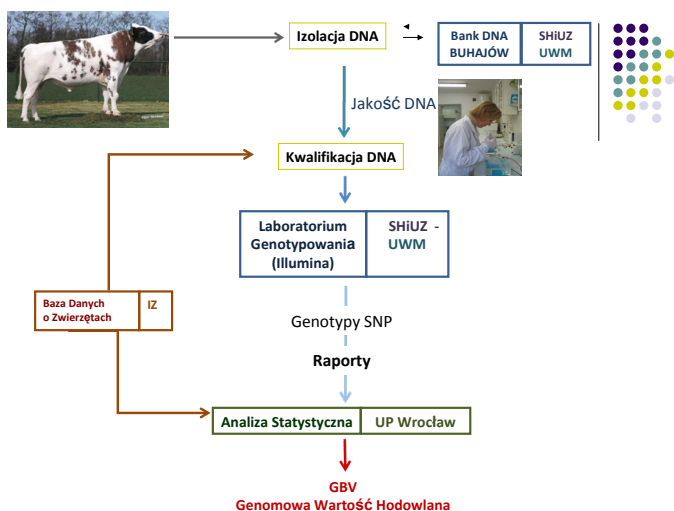 Izolacja DNA
Bank DNA
BUHAJÓW
SHiUZ
UWM
Jakość DNA
Kwalifikacja DNA
Laboratorium
Genotypowania
(Illumina)
SHiUZ -
UWM
Baza Danych
o Zwierzętach
IZ
Genotypy SNP
Raporty
Analiza Statystyczna
UP Wrocław
GBV
Genomowa Wartość Hodowlana